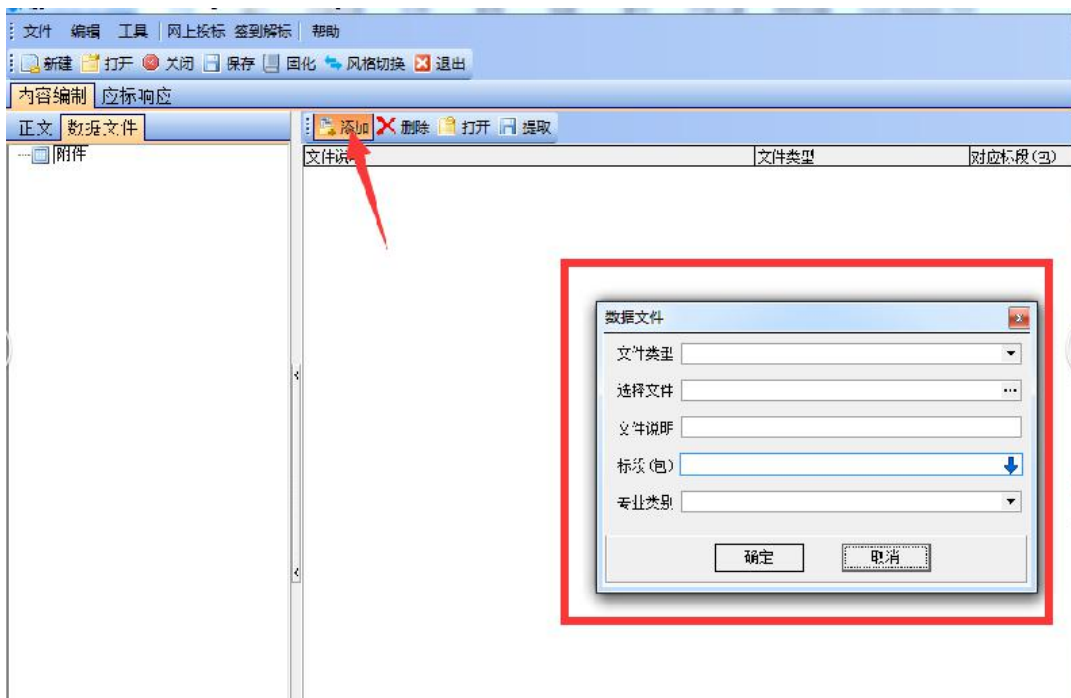 文件 编辑 工具 网上投标 签到解标 帮助
新建 打开 关闭 保存 固化 风格切换 退出
内容编制 应标响应
正文 数据文件
添加 删除 打开 提取
附件
文件说 文件类型 对应标段(包)
数据文件
文件类型
选择文件
文件说明
标段(包)
专业类别
确定 取消